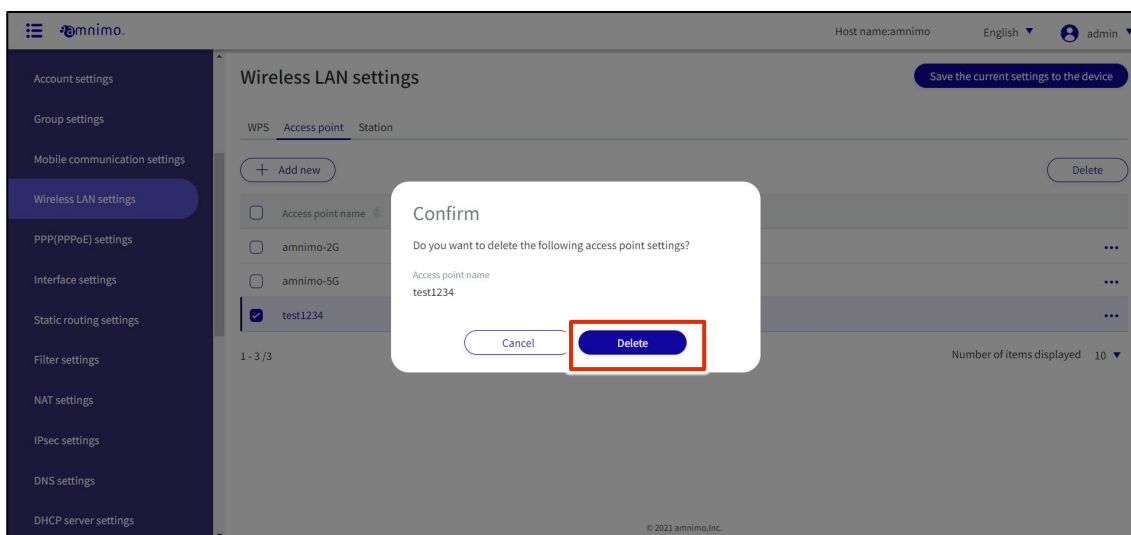 amnimo.
Host name:amnimo
English
admin
Account settings
Group settings
Mobile communication settings
Wireless LAN settings
PPP(PPPoE) settings
Interface settings
Static routing settings
Filter settings
NAT settings
IPsec settings
DNS settings
DHCP server settings
Wireless LAN settings
Save the current settings to the device
WPS Access point Station
+ Add new
Delete
Access point name
amnimo-2G
amnimo-5G
test1234
1 - 3 /3
Number of items displayed 10
Confirm
Do you want to delete the following access point settings?
Access point name
test1234
Cancel
Delete
© 2021 amnimo,Inc.